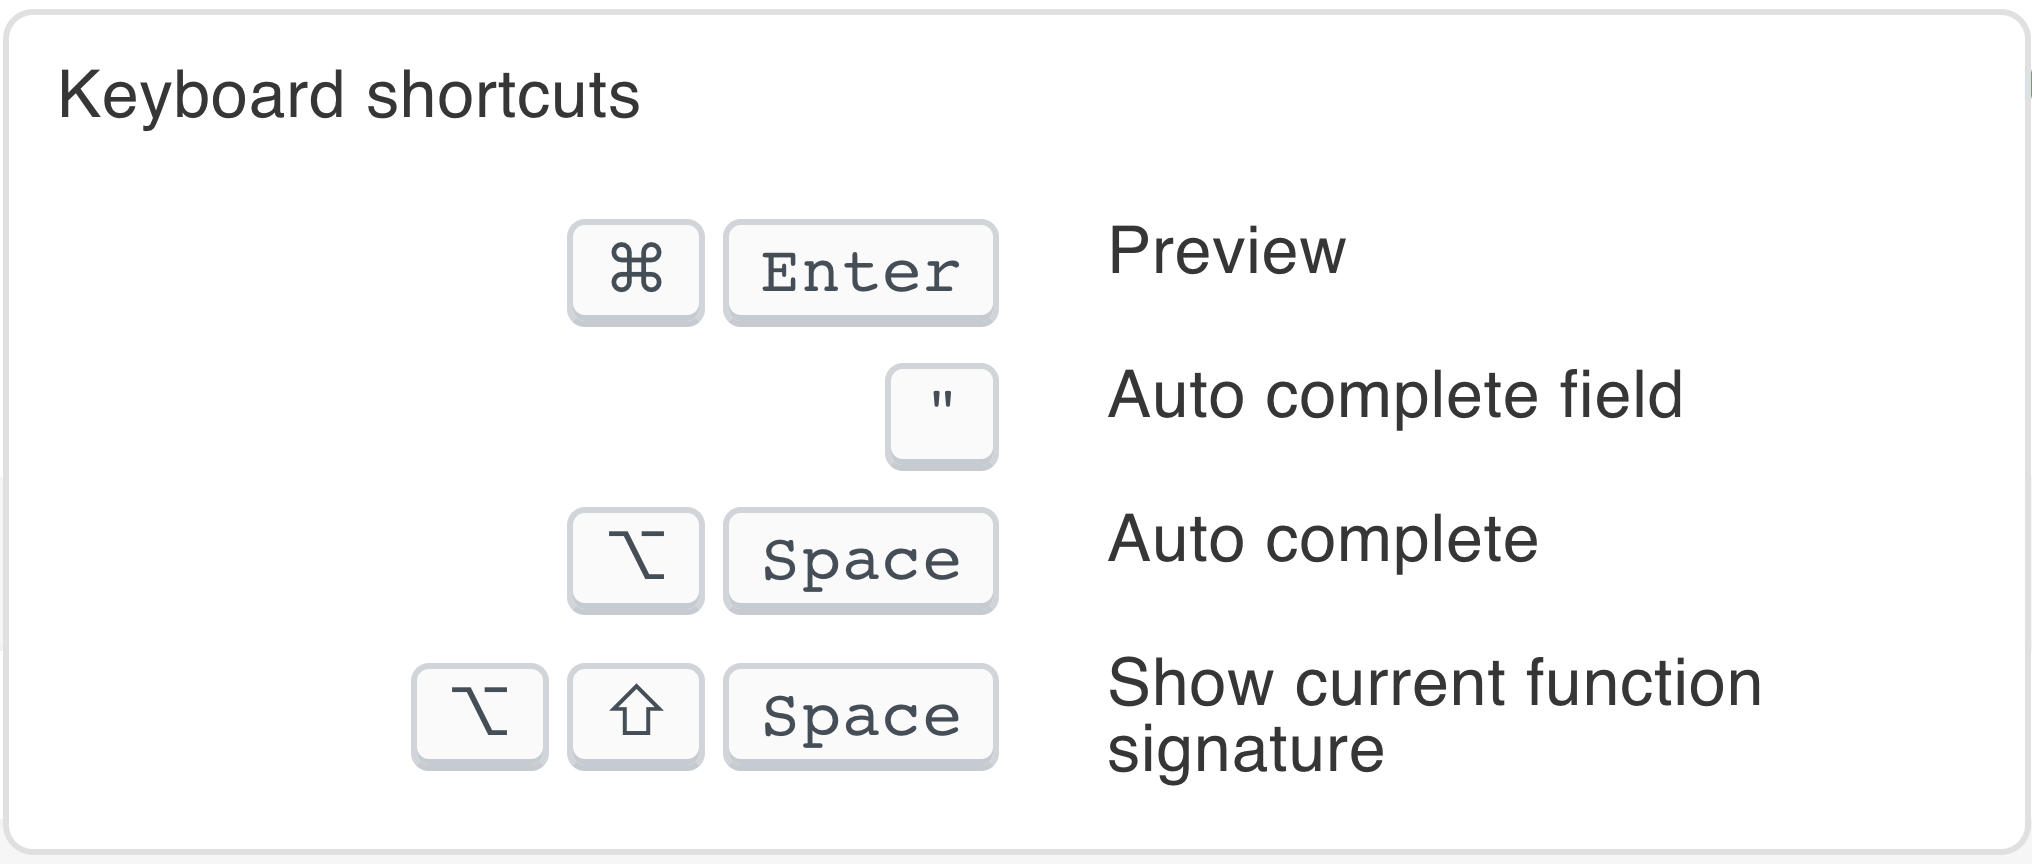 Keyboard shortcuts
⌘ Enter Preview
" Auto complete field
⌥ Space Auto complete
⌥ ⇧ Space Show current function
signature